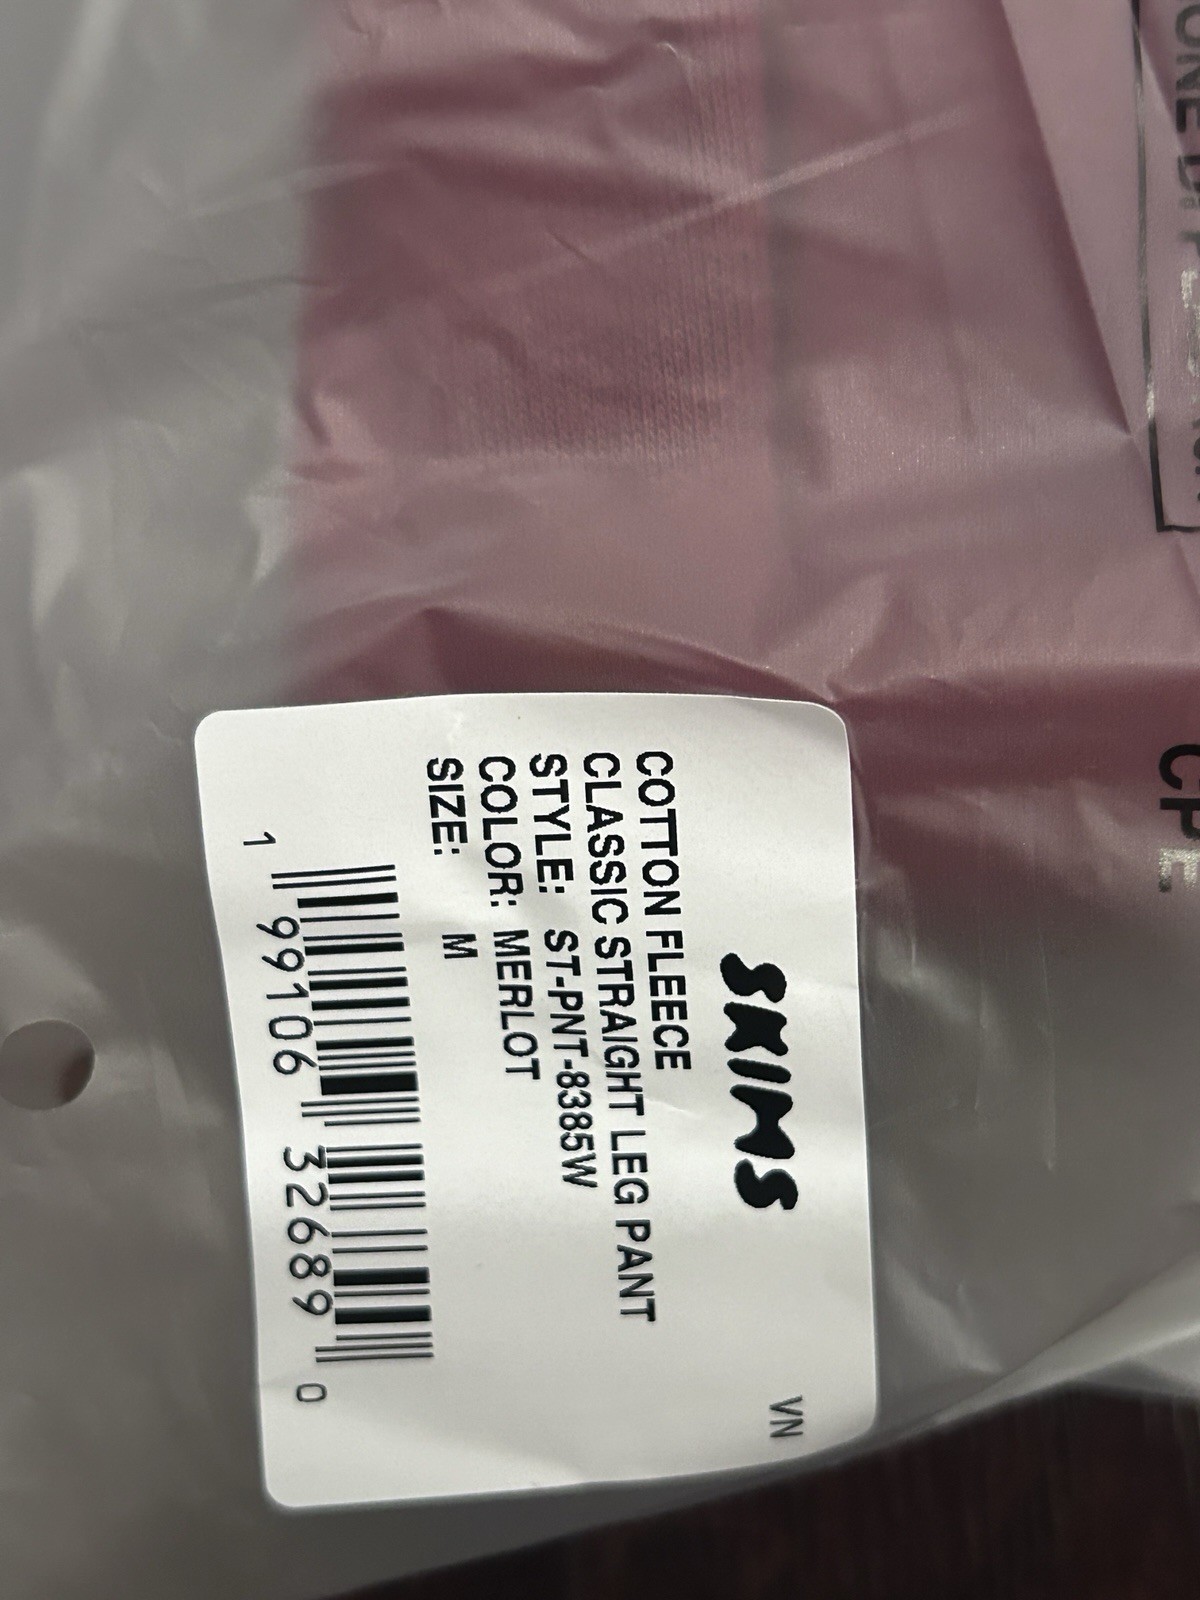 SKIMS
VN
COTTON FLEECE
CLASSIC STRAIGHT LEG PANT
STYLE: ST-PNT-8385W
COLOR: MERLOT
SIZE: M
1 99106 32689 0
CPE.